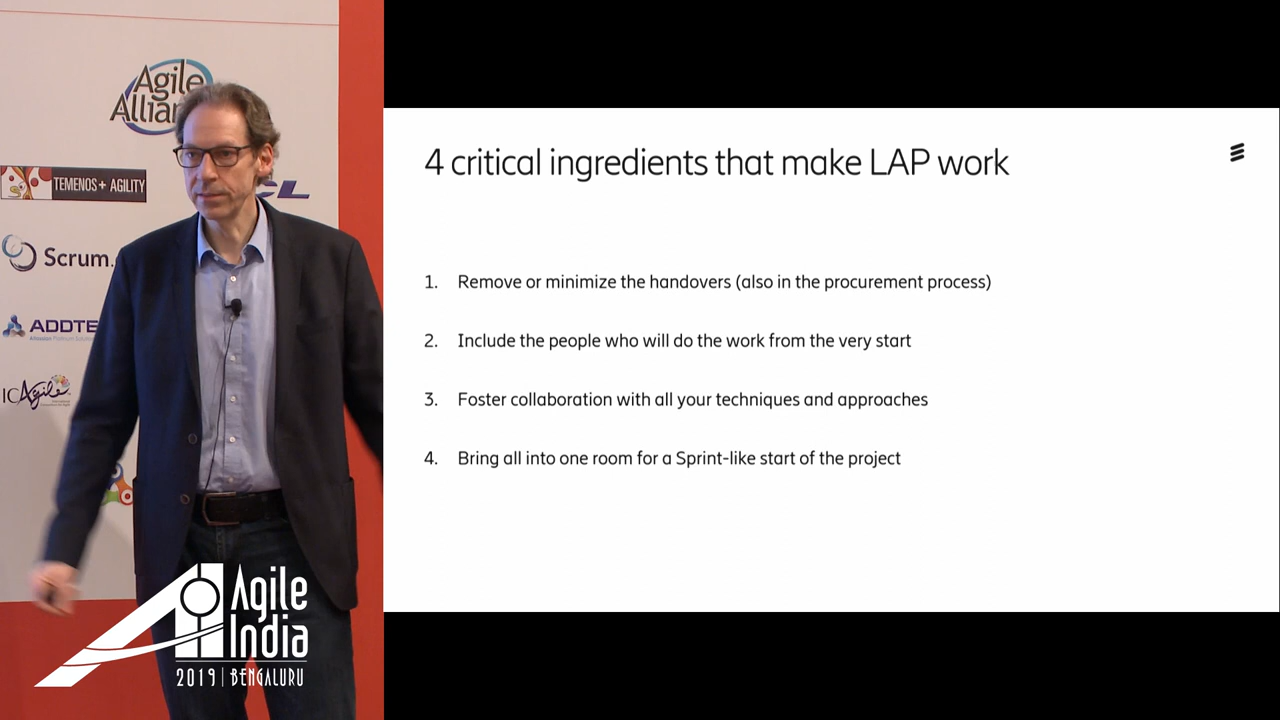 Agile
TEMENOS+ AGILITY
Scrum.
ICAgile
Agile
India
2019 | BENGALURU
4 critical ingredients that make LAP work
1. Remove or minimize the handovers (also in the procurement process)
2. Include the people who will do the work from the very start
3. Foster collaboration with all your techniques and approaches
4. Bring all into one room for a Sprint-like start of the project